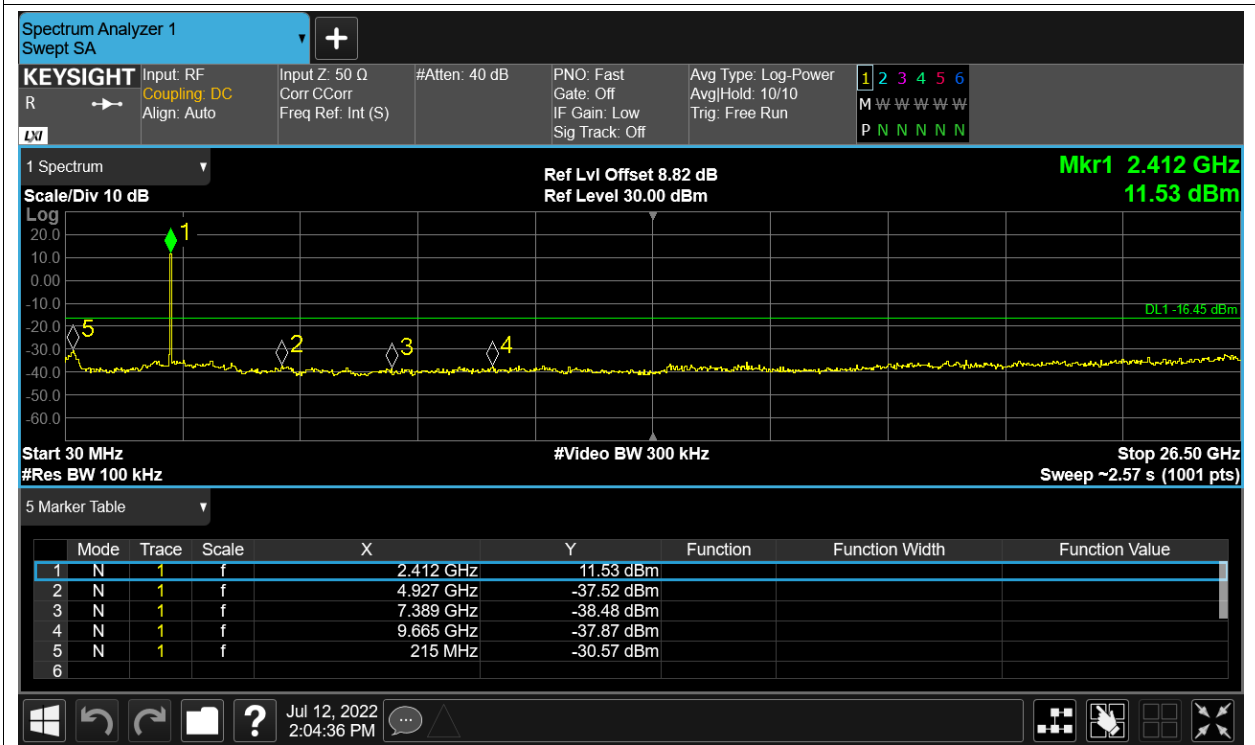 Spectrum Analyzer 1
Swept SA
+
KEYSIGHT Input: RF Input Z: 50 Ω #Atten: 40 dB PNO: Fast Avg Type: Log-Power 1 2 3 4 5 6
R Coupling: DC Corr CCorr Gate: Off Avg|Hold: 10/10 M W W W W W
Align: Auto Freq Ref: Int (S) IF Gain: Low Trig: Free Run
LXI Sig Track: Off P N N N N N
1 Spectrum Ref Lvl Offset 8.82 dB Mkr1 2.412 GHz
Scale/Div 10 dB Ref Level 30.00 dBm 11.53 dBm
Log
20.0 1
10.0
0.00
-10.0 DL1 -16.45 dBm
-20.0 5
-30.0 2 3 4
-40.0
-50.0
-60.0
Start 30 MHz #Video BW 300 kHz Stop 26.50 GHz
#Res BW 100 kHz Sweep ~2.57 s (1001 pts)
5 Marker Table
Mode Trace Scale X Y Function Function Width Function Value
1 N 1 f 2.412 GHz 11.53 dBm
2 N 1 f 4.927 GHz -37.52 dBm
3 N 1 f 7.389 GHz -38.48 dBm
4 N 1 f 9.665 GHz -37.87 dBm
5 N 1 f 215 MHz -30.57 dBm
6
? Jul 12, 2022
2:04:36 PM